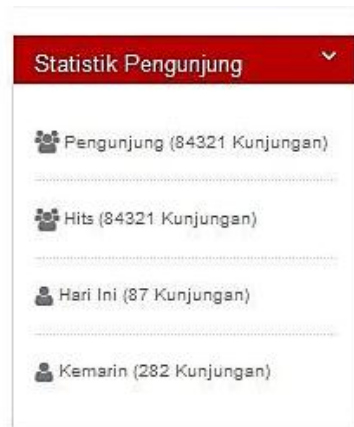 Statistik Pengunjung
Pengunjung (84321 Kunjungan)
Hits (84321 Kunjungan)
Hari Ini (87 Kunjungan)
Kemarin (282 Kunjungan)